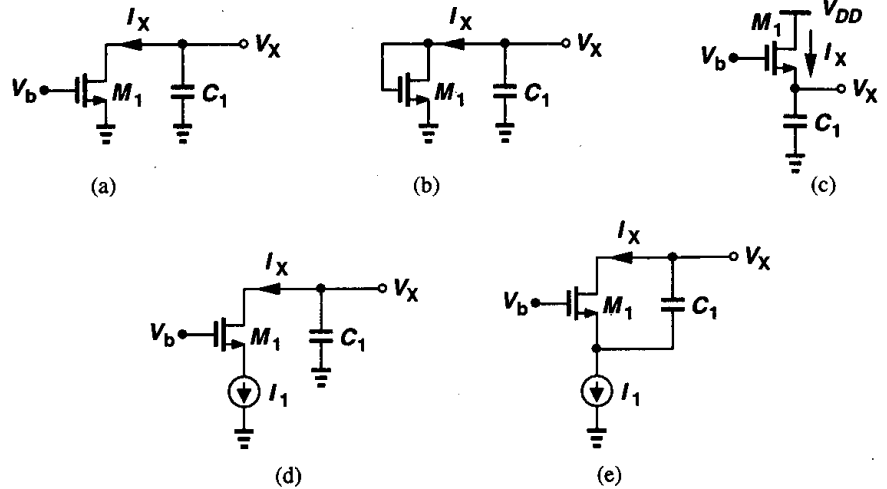 I_X
V_X
V_b
M_1
C_1
(a)
I_X
V_X
M_1
C_1
(b)
V_DD
M_1
V_b
I_X
V_X
C_1
(c)
I_X
V_X
V_b
M_1
C_1
I_1
(d)
I_X
V_X
V_b
M_1
C_1
I_1
(e)